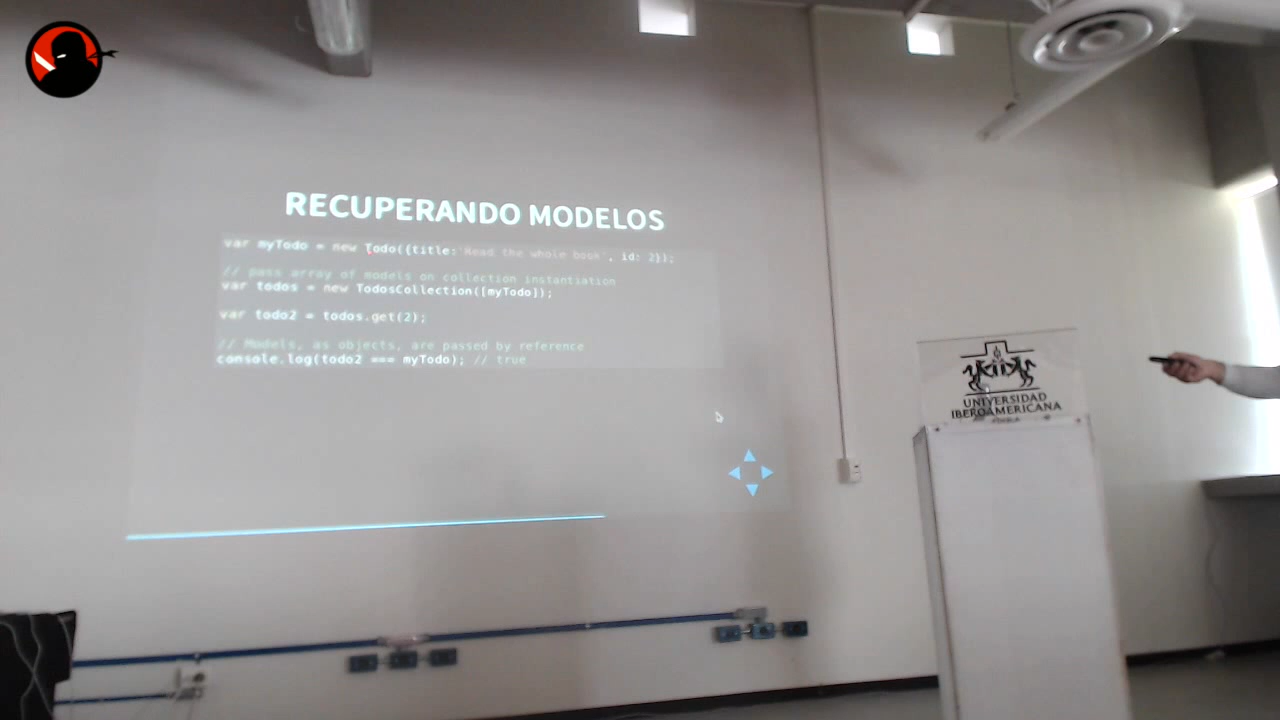 RECUPERANDO MODELOS
var myTodo = new Todo({title:'Read the whole book', id: 2});
// pass array of models on collection instantiation
var todos = new TodosCollection([myTodo]);
var todo2 = todos.get(2);
// Models, as objects, are passed by reference
console.log(todo2 === myTodo); // true
UNIVERSIDAD
IBEROAMERICANA
PUEBLA